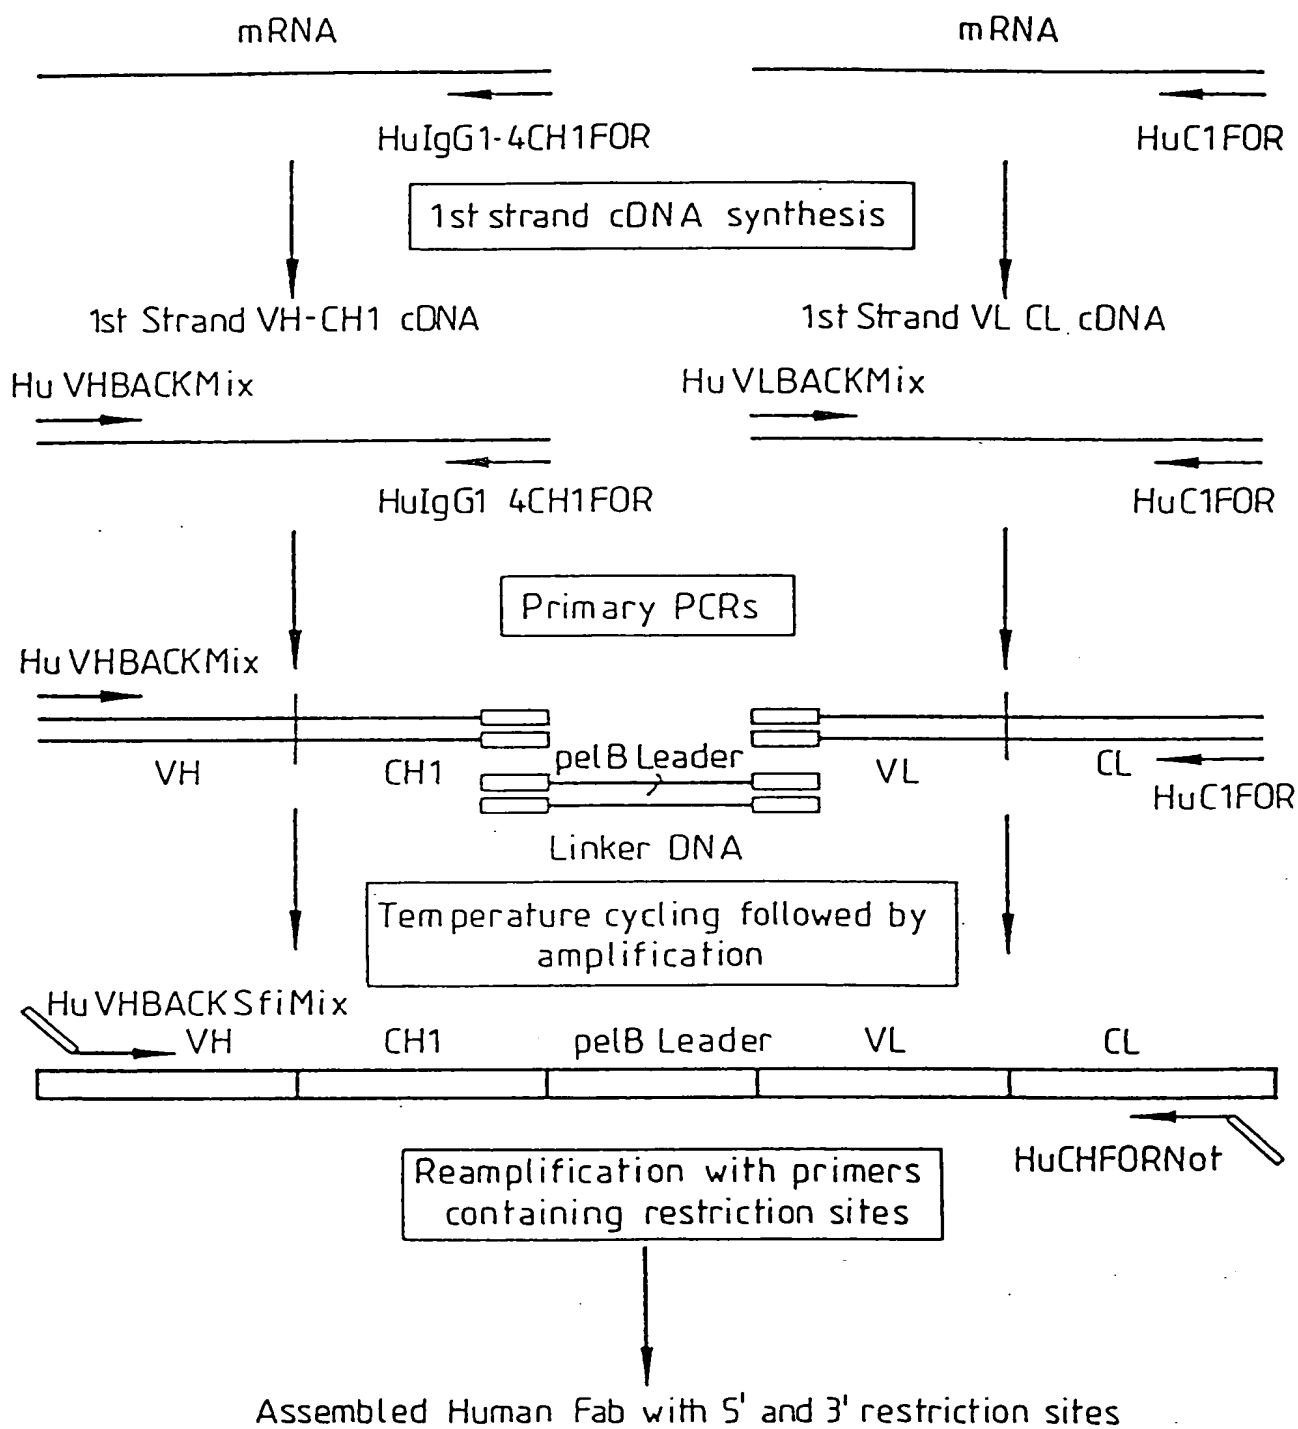 mRNA
mRNA
HuIgG1-4CH1FOR
HuC1FOR
1st strand cDNA synthesis
1st Strand VH-CH1 cDNA
1st Strand VL CL cDNA
Hu VHBACKMix
Hu VLBACKMix
HuIgG1 4CH1FOR
HuC1FOR
Primary PCRs
Hu VHBACKMix
VH
CH1
pelB Leader
VL
CL
HuC1FOR
Linker DNA
Temperature cycling followed by
amplification
Hu VHBACKSfiMix
VH
CH1
pelB Leader
VL
CL
HuCHFORNot
Reamplification with primers
containing restriction sites
Assembled Human Fab with 5' and 3' restriction sites